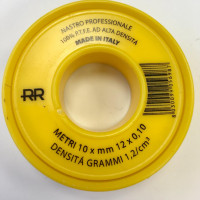 NASTRO PROFESSIONALE
100% P.T.F.E. AD ALTA DENSITÀ
MADE IN ITALY
RR
METRI 10 x mm 12 x 0,10
DENSITÀ GRAMMI 1,2/cm³